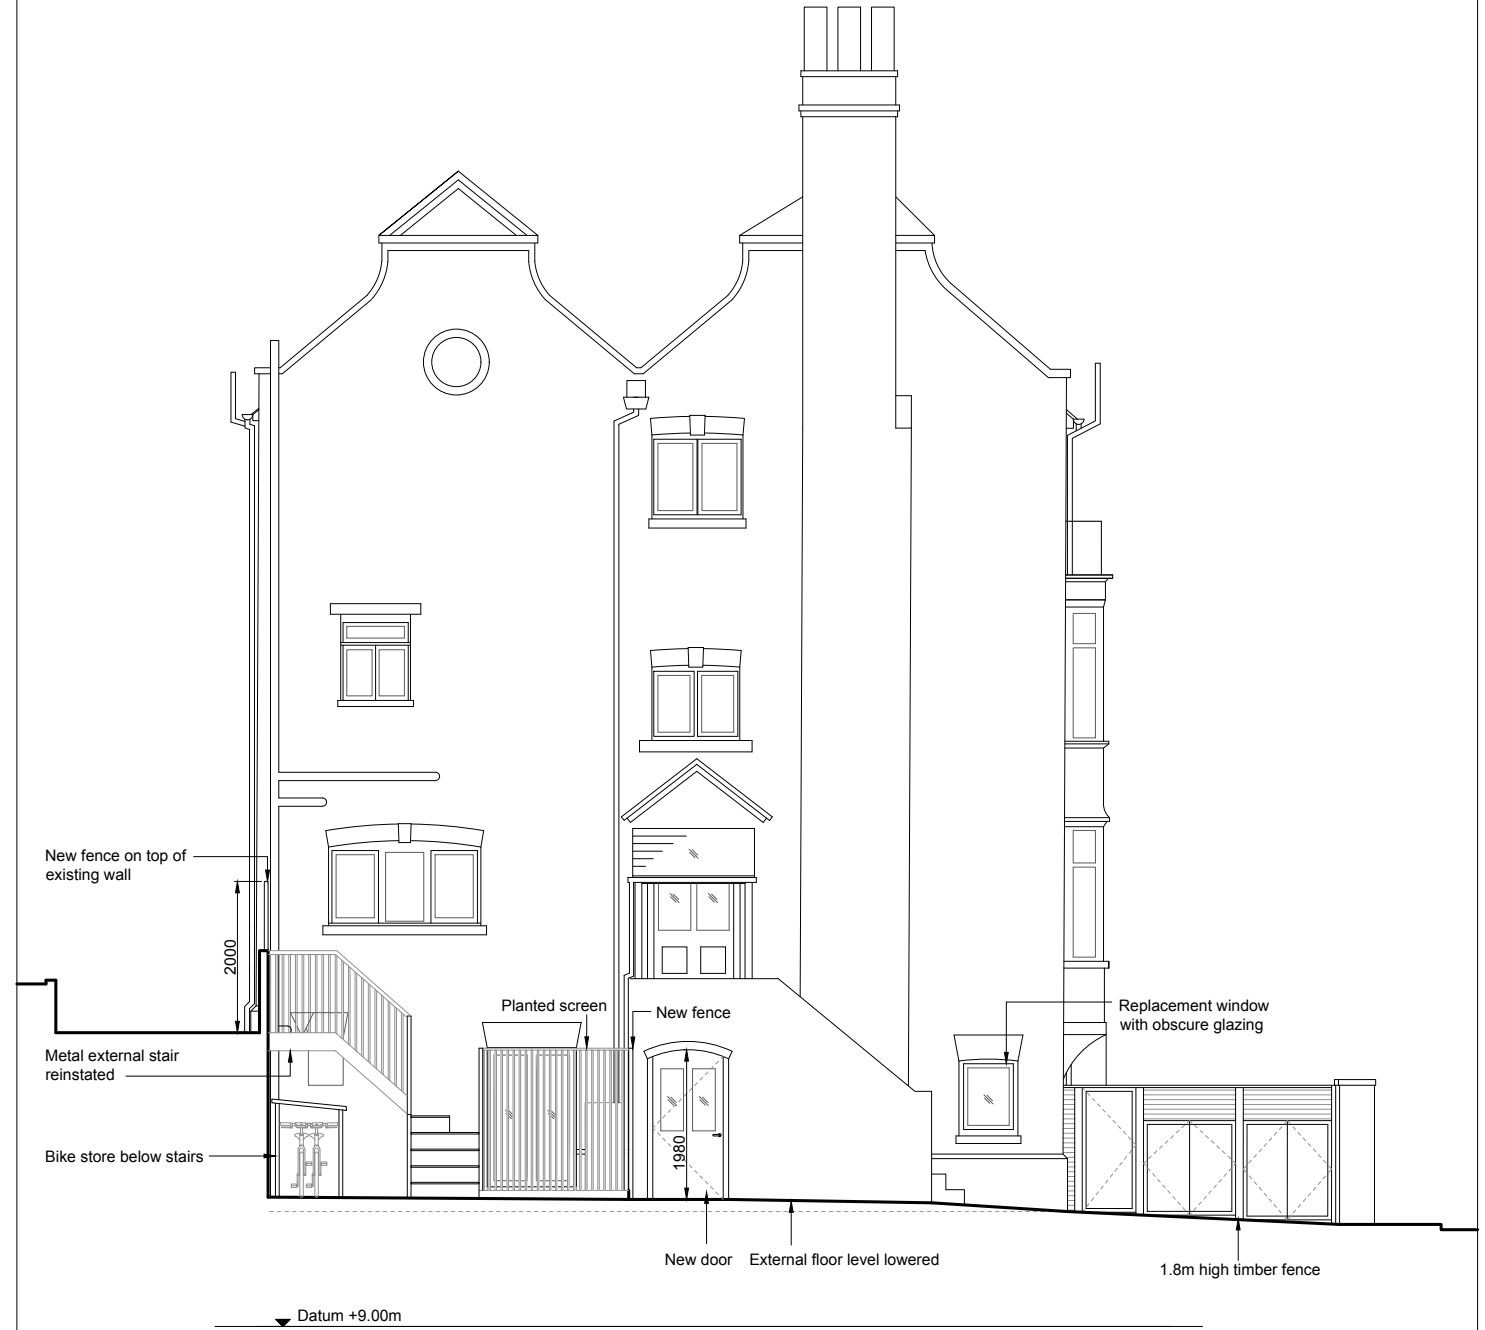 New fence on top of
existing wall
2000
Planted screen
New fence
Replacement window
with obscure glazing
Metal external stair
reinstated
Bike store below stairs
1980
New door
External floor level lowered
1.8m high timber fence
Datum +9.00m